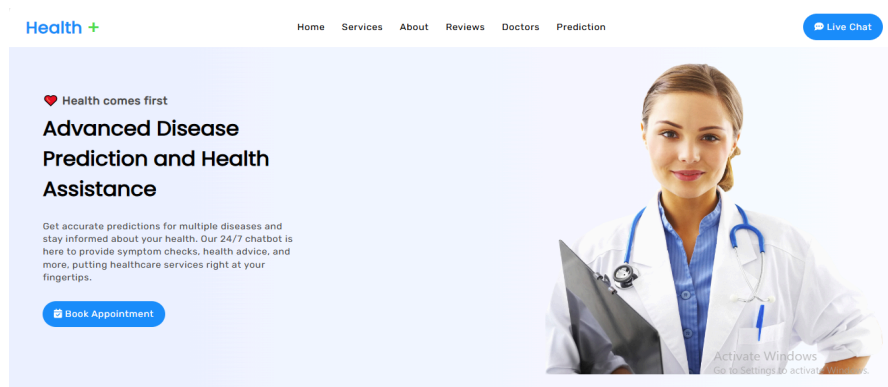 Health +
Home Services About Reviews Doctors Prediction
Live Chat
Health comes first
Advanced Disease
Prediction and Health
Assistance
Get accurate predictions for multiple diseases and
stay informed about your health. Our 24/7 chatbot is
here to provide symptom checks, health advice, and
more, putting healthcare services right at your
fingertips.
Book Appointment
Activate Windows
Go to Settings to activate Windows.